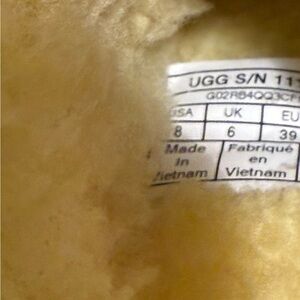 UGG S/N 11
USA UK EU
8 6 39
Made Fabriqué
In en
Vietnam Vietnam